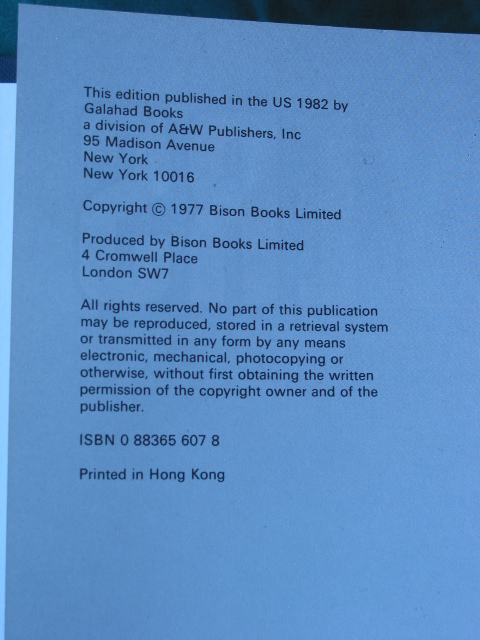 This edition published in the US 1982 by
Galahad Books
a division of A&W Publishers, Inc
95 Madison Avenue
New York
New York 10016
Copyright © 1977 Bison Books Limited
Produced by Bison Books Limited
4 Cromwell Place
London SW7
All rights reserved. No part of this publication
may be reproduced, stored in a retrieval system
or transmitted in any form by any means
electronic, mechanical, photocopying or
otherwise, without first obtaining the written
permission of the copyright owner and of the
publisher.
ISBN 0 88365 607 8
Printed in Hong Kong